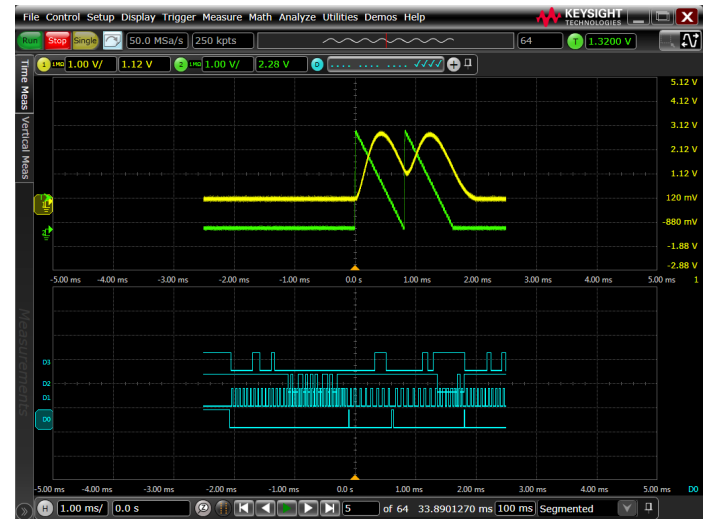 File Control Setup Display Trigger Measure Math Analyze Utilities Demos Help
KEYSIGHT
TECHNOLOGIES
Run Stop Single 50.0 MSa/s 250 kpts 64 T 1.3200 V
1 1MΩ 1.00 V/ 1.12 V 2 1MΩ 1.00 V/ 2.28 V D
Time Meas
Vertical Meas
Measurements
5.12 V
4.12 V
3.12 V
2.12 V
1.12 V
120 mV
-880 mV
-1.88 V
-2.88 V
-5.00 ms -4.00 ms -3.00 ms -2.00 ms -1.00 ms 0.0 s 1.00 ms 2.00 ms 3.00 ms 4.00 ms 5.00 ms 1
D3
D2
D1
D0
-5.00 ms -4.00 ms -3.00 ms -2.00 ms -1.00 ms 0.0 s 1.00 ms 2.00 ms 3.00 ms 4.00 ms 5.00 ms D0
H 1.00 ms/ 0.0 s 5 of 64 33.8901270 ms 100 ms Segmented